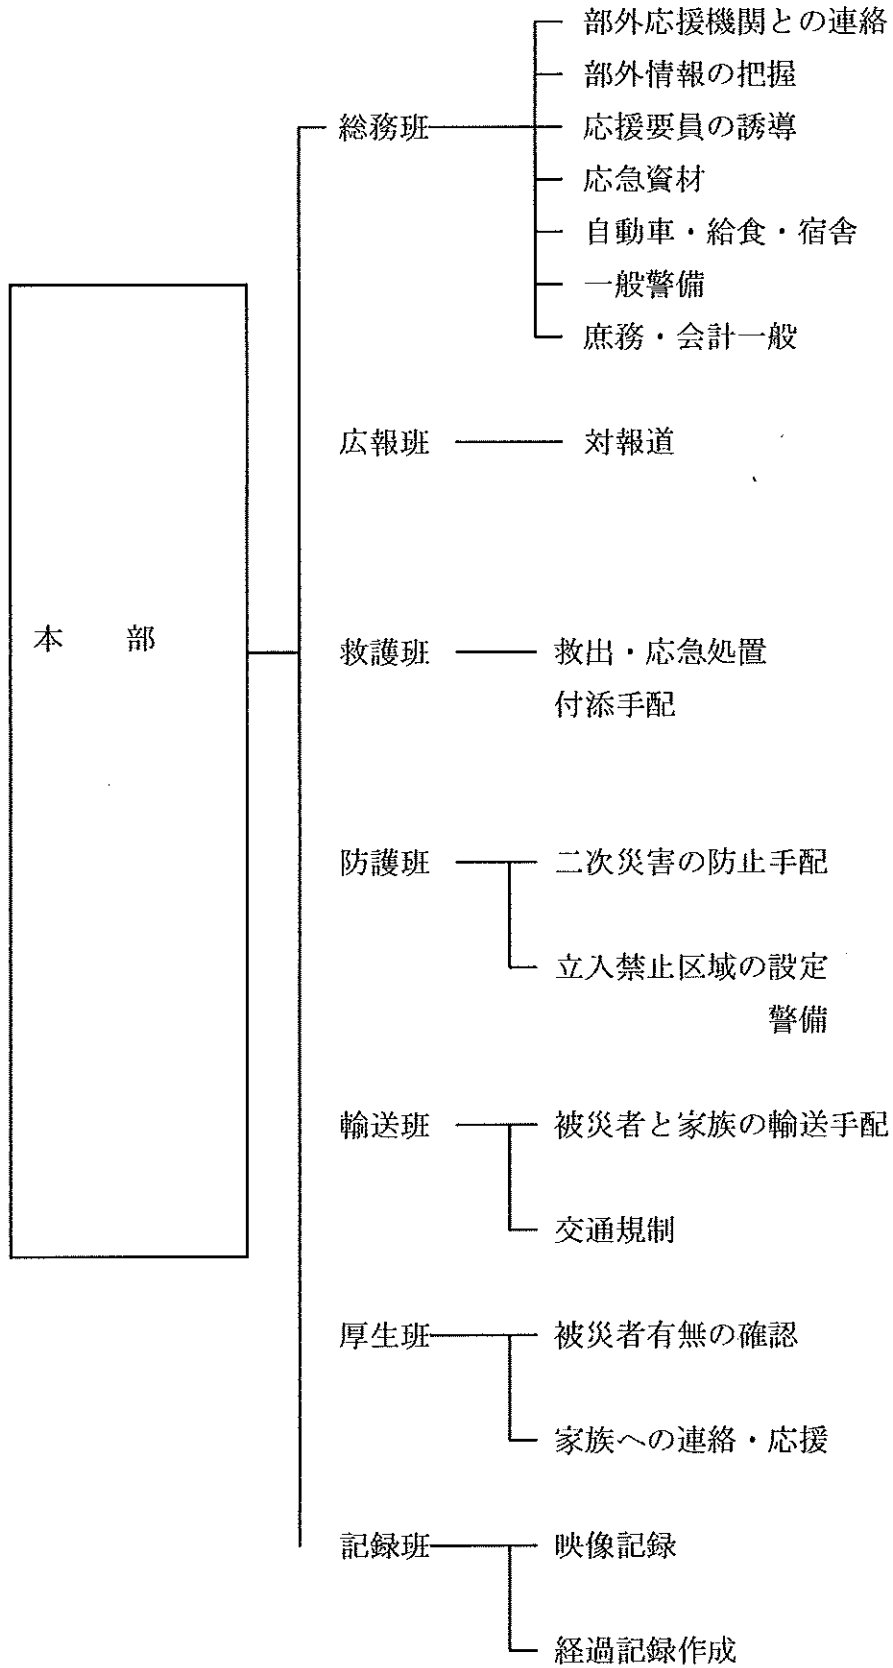 部外応援機関との連絡
部外情報の把握
総務班
応援要員の誘導
応急資材
自動車・給食・宿舎
一般警備
庶務・会計一般
広報班
対報道
本　部
救護班
救出・応急処置
付添手配
防護班
二次災害の防止手配
立入禁止区域の設定
警備
輸送班
被災者と家族の輸送手配
交通規制
厚生班
被災者有無の確認
家族への連絡・応援
記録班
映像記録
経過記録作成